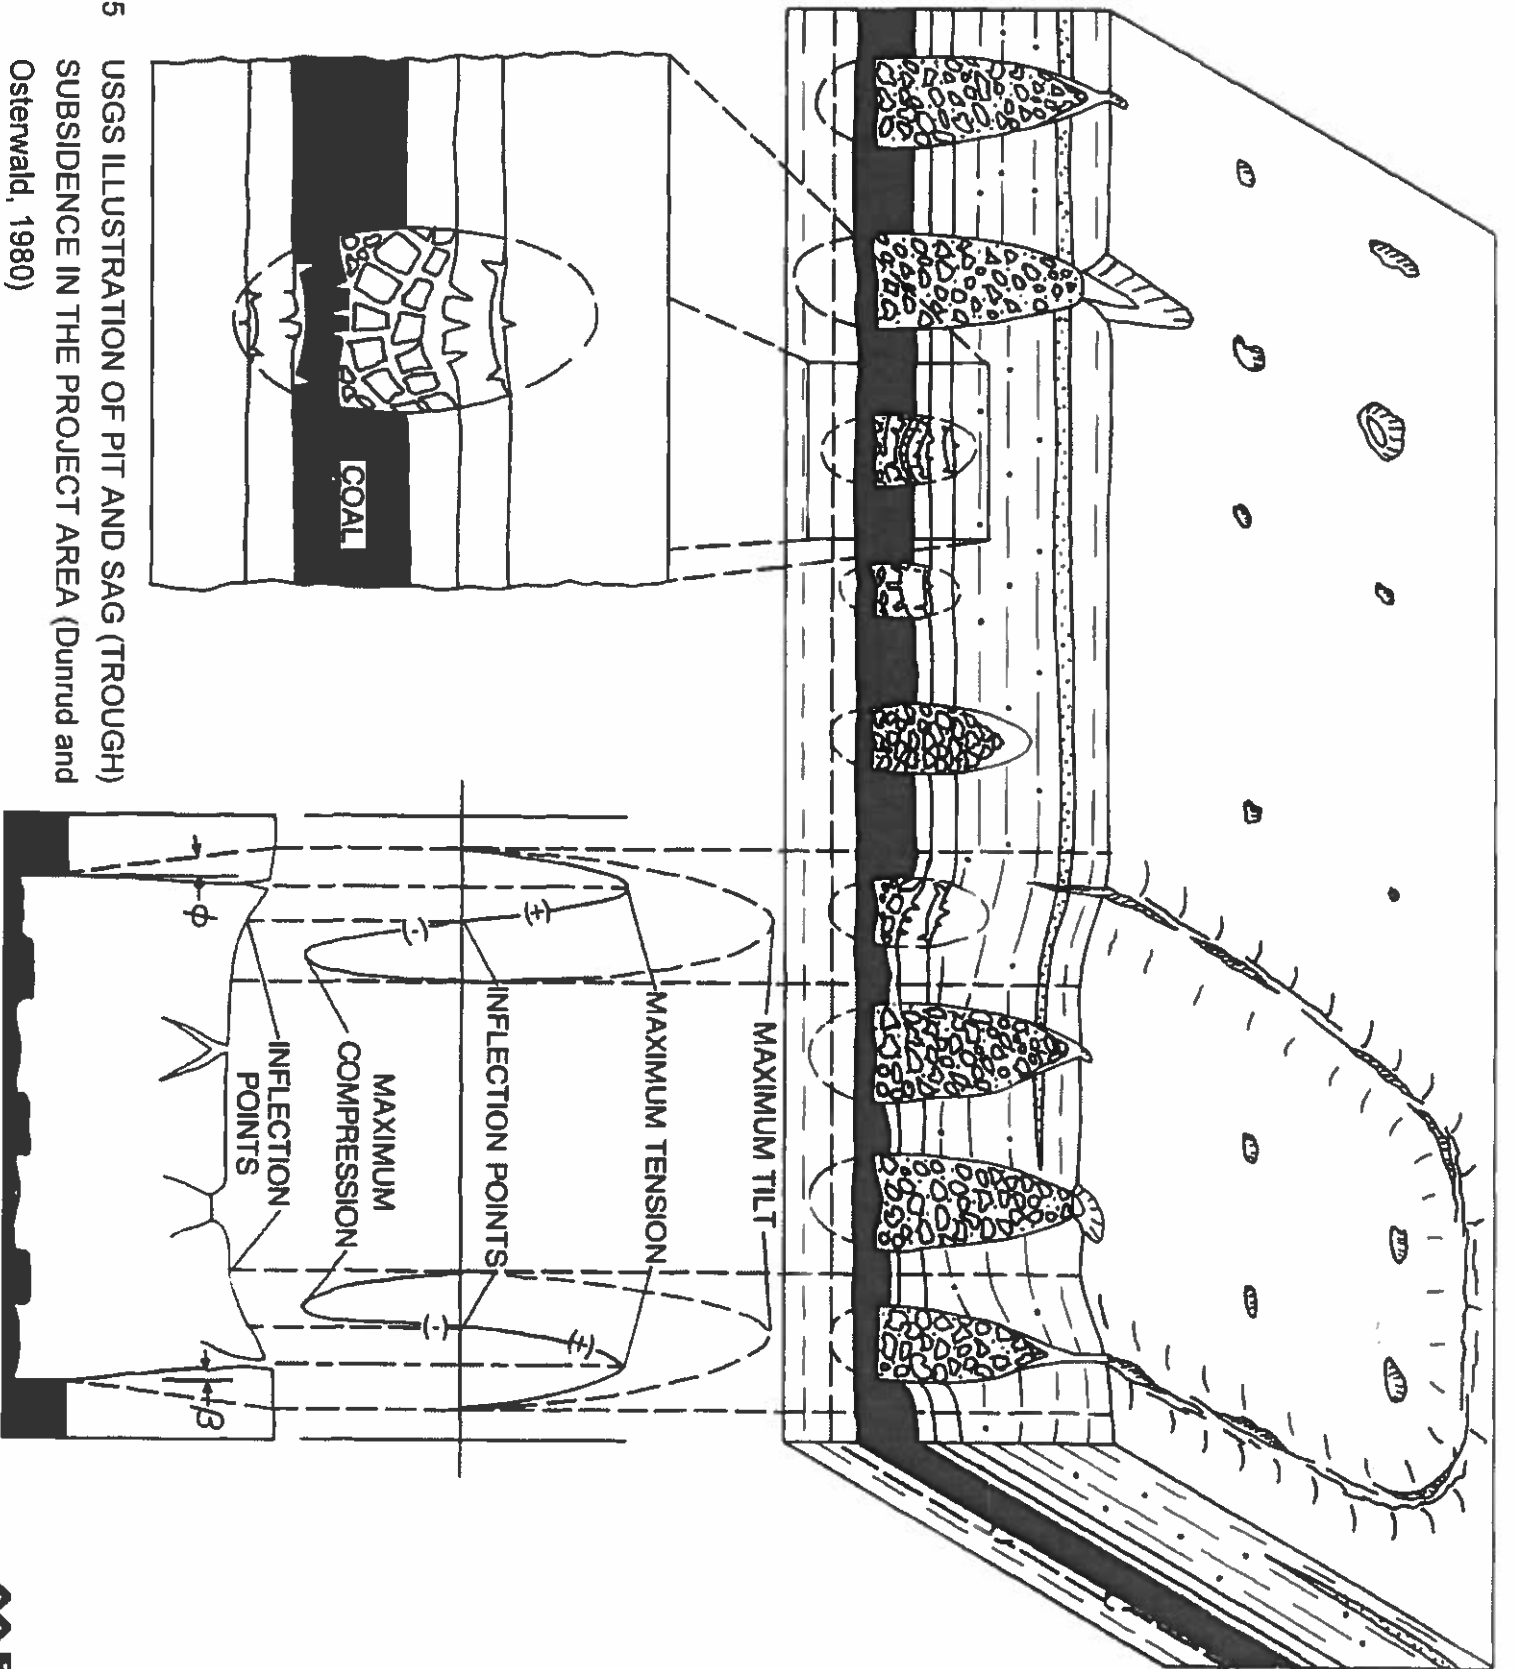 MAXIMUM TILT
MAXIMUM TENSION
(+)
(+)
INFLECTION POINTS
(-)
(-)
MAXIMUM
COMPRESSION
INFLECTION
POINTS
ϕ
β
COAL
5 USGS ILLUSTRATION OF PIT AND SAG (TROUGH)
SUBSIDENCE IN THE PROJECT AREA (Dunrud and
Osterwald, 1980)